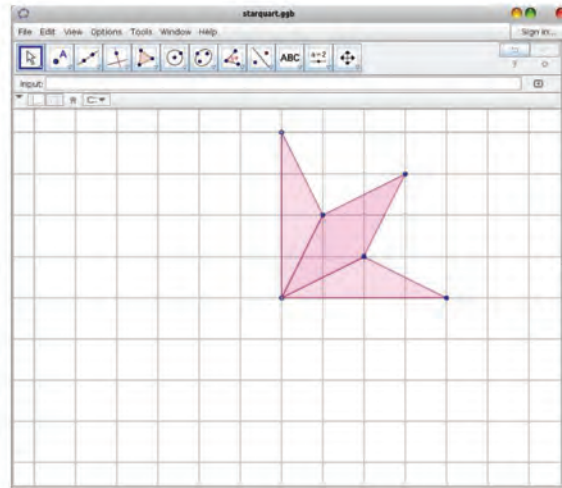 starquart.ggb
File Edit View Options Tools Window Help
Sign in...
A
ABC
a=2
Input: